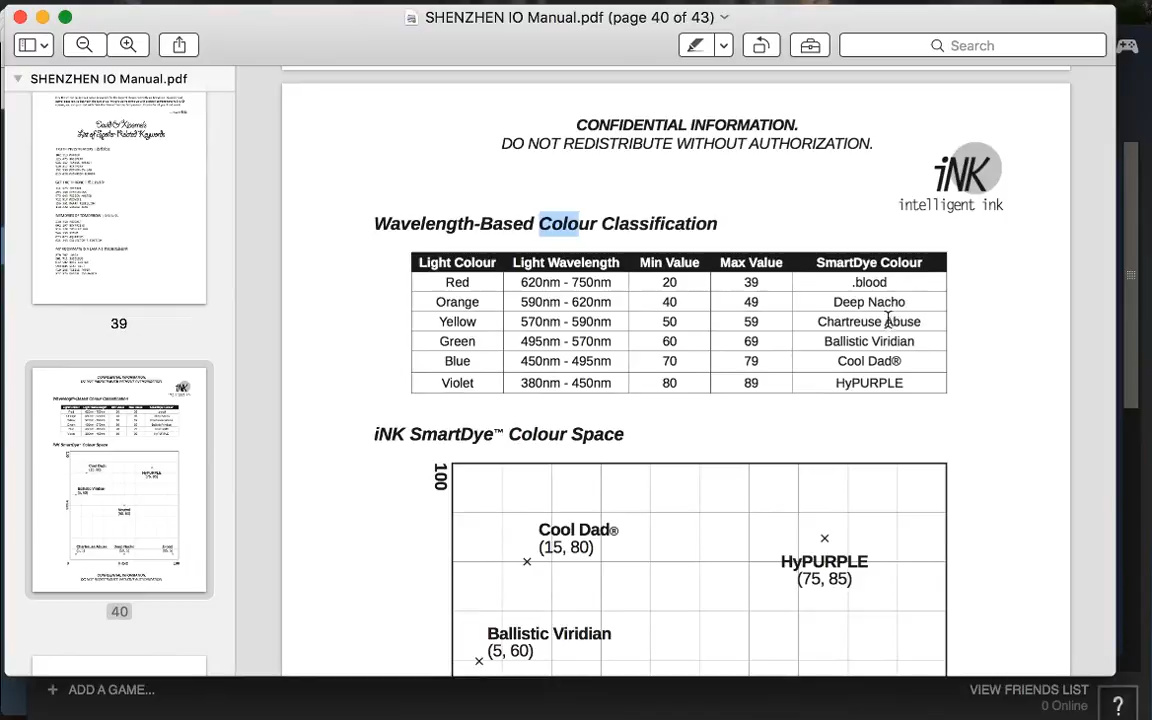 SHENZHEN IO Manual.pdf (page 40 of 43)
Search
SHENZHEN IO Manual.pdf
39
40
CONFIDENTIAL INFORMATION.
DO NOT REDISTRIBUTE WITHOUT AUTHORIZATION.
iNK
intelligent ink
Wavelength-Based Colour Classification
Light Colour Light Wavelength Min Value Max Value SmartDye Colour
Red 620nm - 750nm 20 39 .blood
Orange 590nm - 620nm 40 49 Deep Nacho
Yellow 570nm - 590nm 50 59 Chartreuse Abuse
Green 495nm - 570nm 60 69 Ballistic Viridian
Blue 450nm - 495nm 70 79 Cool Dad®
Violet 380nm - 450nm 80 89 HyPURPLE
iNK SmartDye™ Colour Space
100
Cool Dad®
(15, 80)
HyPURPLE
(75, 85)
Ballistic Viridian
(5, 60)
+ ADD A GAME...
VIEW FRIENDS LIST
0 Online
?